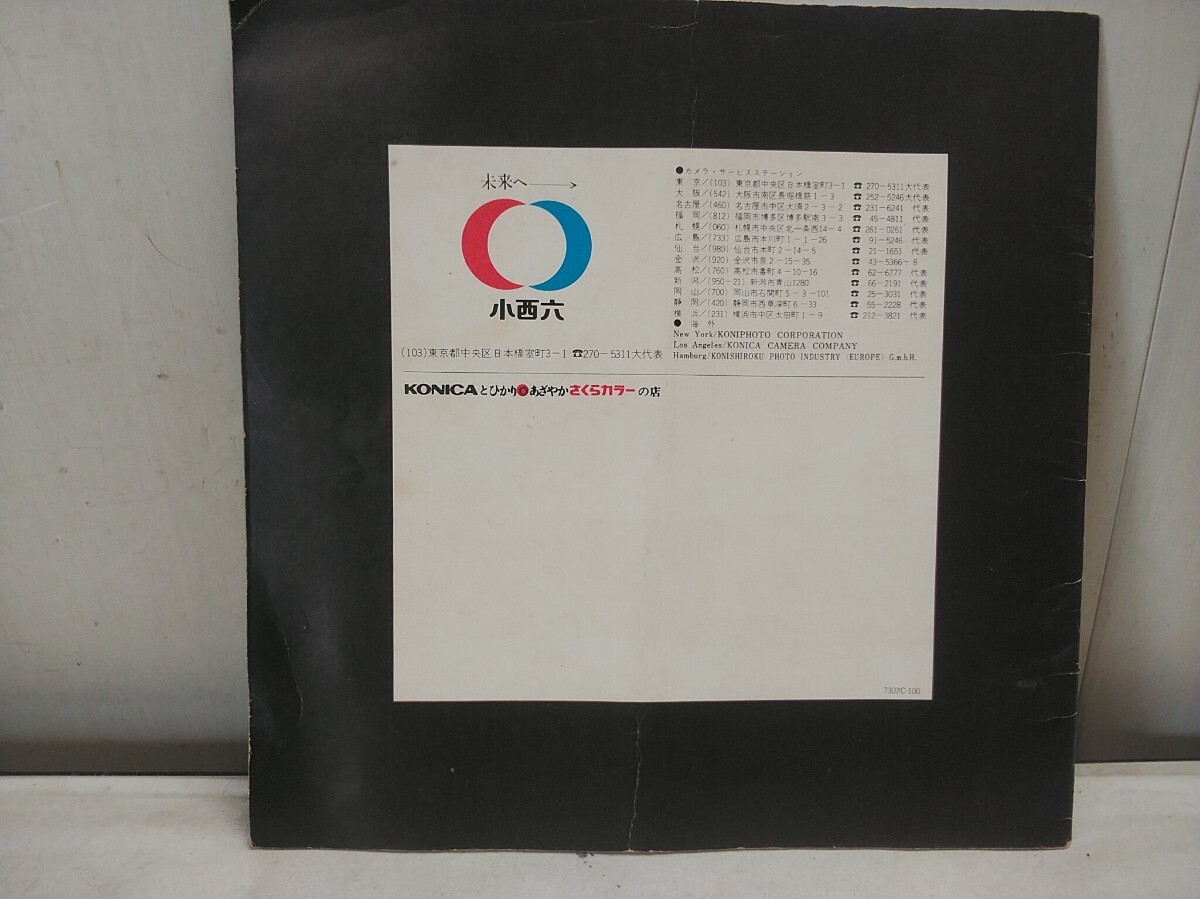 未来へ
小西六
(103)東京都中央区日本橋室町3-1 ☎270-5311大代表
●カメラ・サービスステーション
東 京/(103) 東京都中央区日本橋室町3-1 ☎270-5311大代表
大 阪/(542) 大阪市南区長堀橋筋1-3 ☎252-5246大代表
名古屋/(460) 名古屋市中区大須2-3-2 ☎231-6241 代表
福 岡/(812) 福岡市博多区博多駅南3-3 ☎45-4811 代表
札 幌/(060) 札幌市中央区北一条西14-4 ☎261-0261 代表
広 島/(733) 広島市本川町1-1-26 ☎91-5246 代表
仙 台/(980) 仙台市本町2-14-5 ☎21-1651 代表
金 沢/(920) 金沢市泉2-15-35 ☎43-5366-8
高 松/(760) 高松市番町4-10-16 ☎62-6777 代表
新 潟/(950-21) 新潟市青山1280 ☎66-2191 代表
岡 山/(700) 岡山市石関町5-3-101 ☎25-3031 代表
静 岡/(420) 静岡市西草深町6-33 ☎55-2228 代表
横 浜/(231) 横浜市中区太田町1-9 ☎212-3821 代表
●海 外
New York/KONIPHOTO CORPORATION
Los Angeles/KONICA CAMERA COMPANY
Hamburg/KONISHIROKU PHOTO INDUSTRY (EUROPE) G.m.b.H.
KONICAとひかりあざやかさくらカラーの店
7307C·100